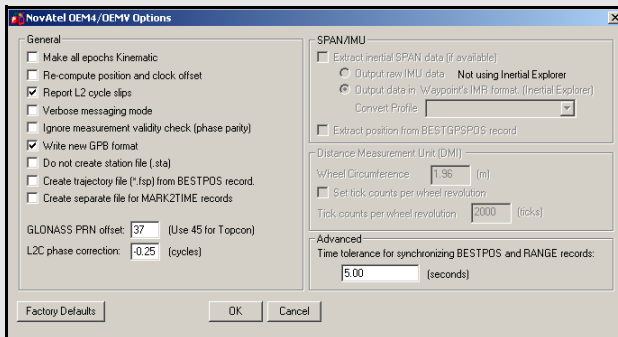 NovAtel OEM4/OEMV Options
General
Make all epochs Kinematic
Re-compute position and clock offset
Report L2 cycle slips
Verbose messaging mode
Ignore measurement validity check (phase parity)
Write new GPB format
Do not create station file (.sta)
Create trajectory file (*.fsp) from BESTPOS record.
Create separate file for MARK2TIME records
GLONASS PRN offset: 37 (Use 45 for Topcon)
L2C phase correction: -0.25 (cycles)
SPAN/IMU
Extract inertial SPAN data (if available)
Output raw IMU data Not using Inertial Explorer
Output data in Waypoint's IMR format. (Inertial Explorer)
Convert Profile
Extract position from BESTGPSPOS record
Distance Measurement Unit (DMI)
Wheel Circumference 1.96 (m)
Set tick counts per wheel revolution
Tick counts per wheel revolution 2000 (ticks)
Advanced
Time tolerance for synchronizing BESTPOS and RANGE records:
5.00 (seconds)
Factory Defaults OK Cancel